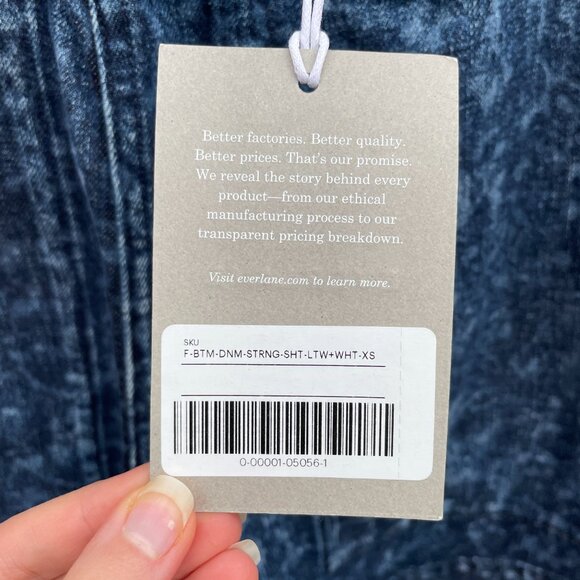 Better factories. Better quality.
Better prices. That's our promise.
We reveal the story behind every
product—from our ethical
manufacturing process to our
transparent pricing breakdown.
Visit everlane.com to learn more.
SKU
F-BTM-DNM-STRNG-SHT-LTW+WHT-XS
0-00001-05056-1